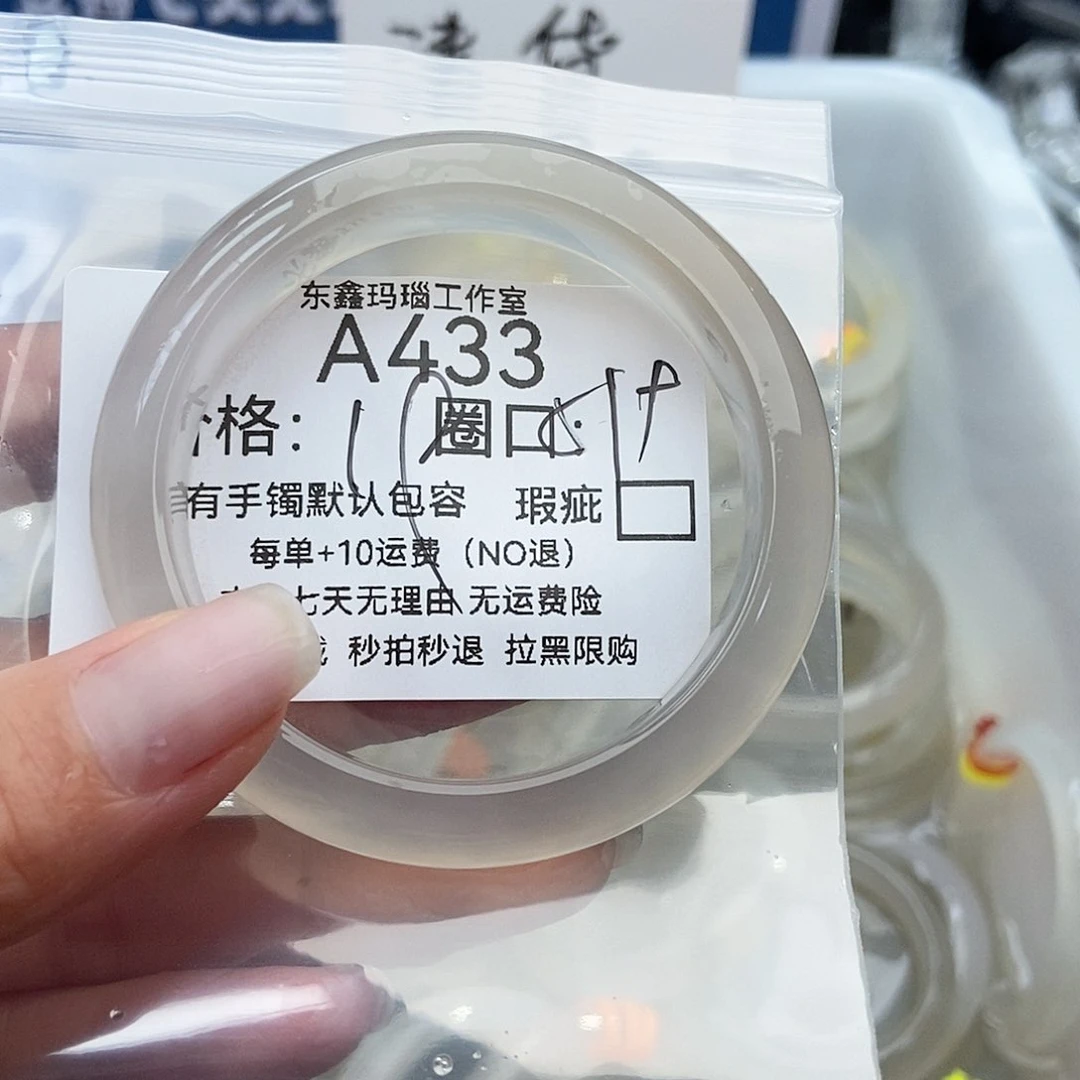 清货
东鑫玛瑙工作室
A433
格: 圈口:
有手镯默认包容 瑕疵
每单+10运费（NO退）
七天无理由 无运费险
秒拍秒退 拉黑限购